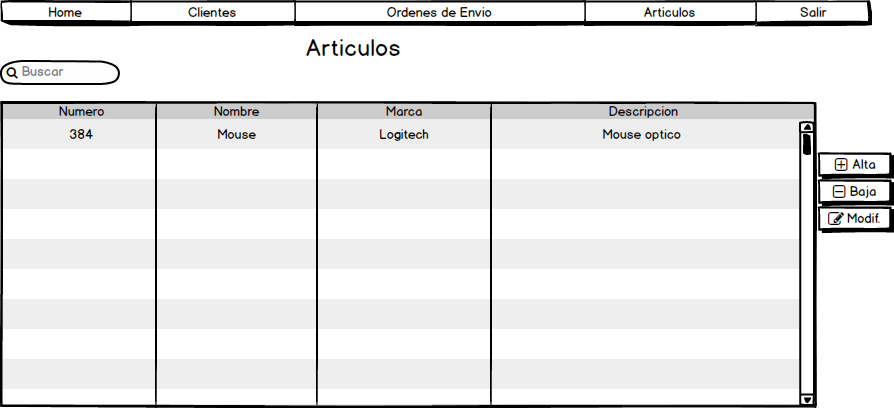 Home Clientes Ordenes de Envio Articulos Salir
Articulos
Buscar
Numero Nombre Marca Descripcion
384 Mouse Logitech Mouse optico
Alta
Baja
Modif.